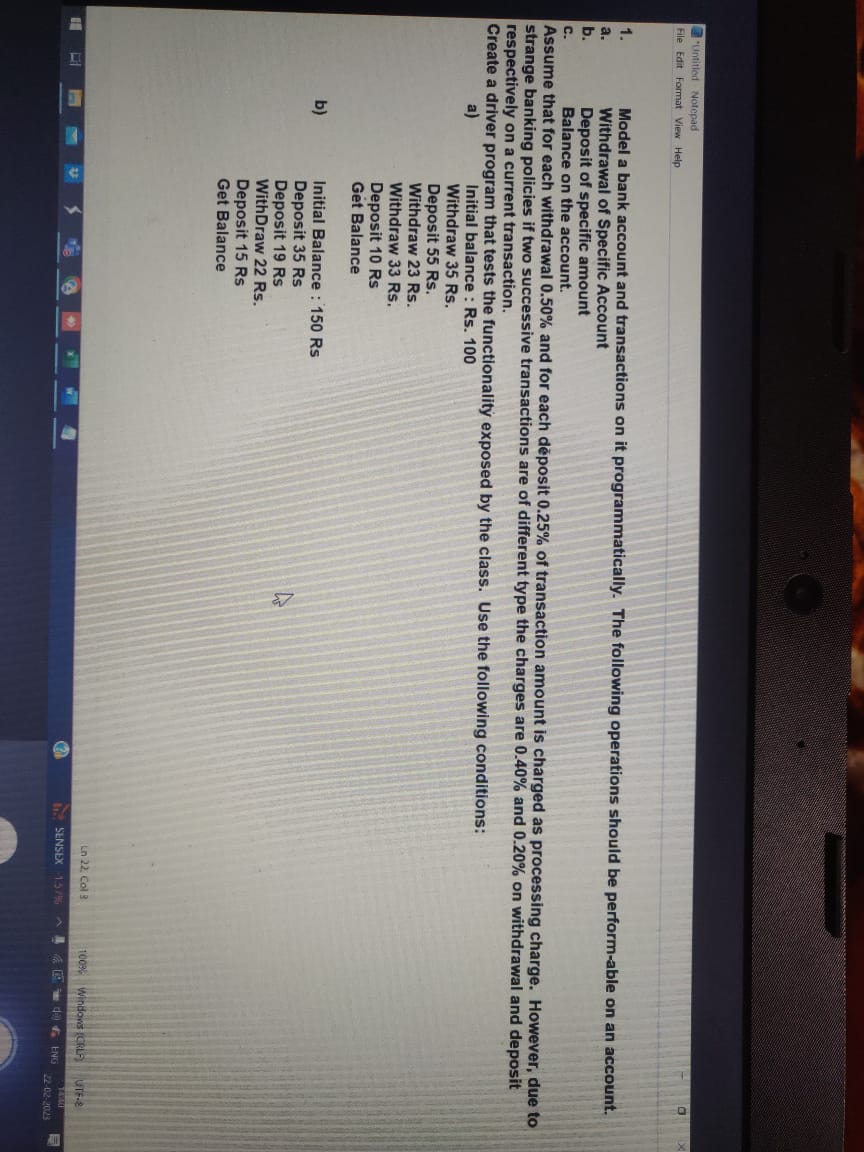 *Untitled Notepad
File Edit Format View Help
1. Model a bank account and transactions on it programmatically. The following operations should be perform-able on an account.
a. Withdrawal of Specific Account
b. Deposit of specific amount
c. Balance on the account.
Assume that for each withdrawal 0.50% and for each deposit 0.25% of transaction amount is charged as processing charge. However, due to
strange banking policies if two successive transactions are of different type the charges are 0.40% and 0.20% on withdrawal and deposit
respectively on a current transaction.
Create a driver program that tests the functionality exposed by the class. Use the following conditions:
a) Initial balance : Rs. 100
Withdraw 35 Rs.
Deposit 55 Rs.
Withdraw 23 Rs.
Withdraw 33 Rs.
Deposit 10 Rs
Get Balance
b) Initial Balance : 150 Rs
Deposit 35 Rs
Deposit 19 Rs
WithDraw 22 Rs.
Deposit 15 Rs
Get Balance
Ln 22, Col 3 100% Windows (CRLF) UTF-8
SENSEX -1.57% ENG 14:40
22-02-2023